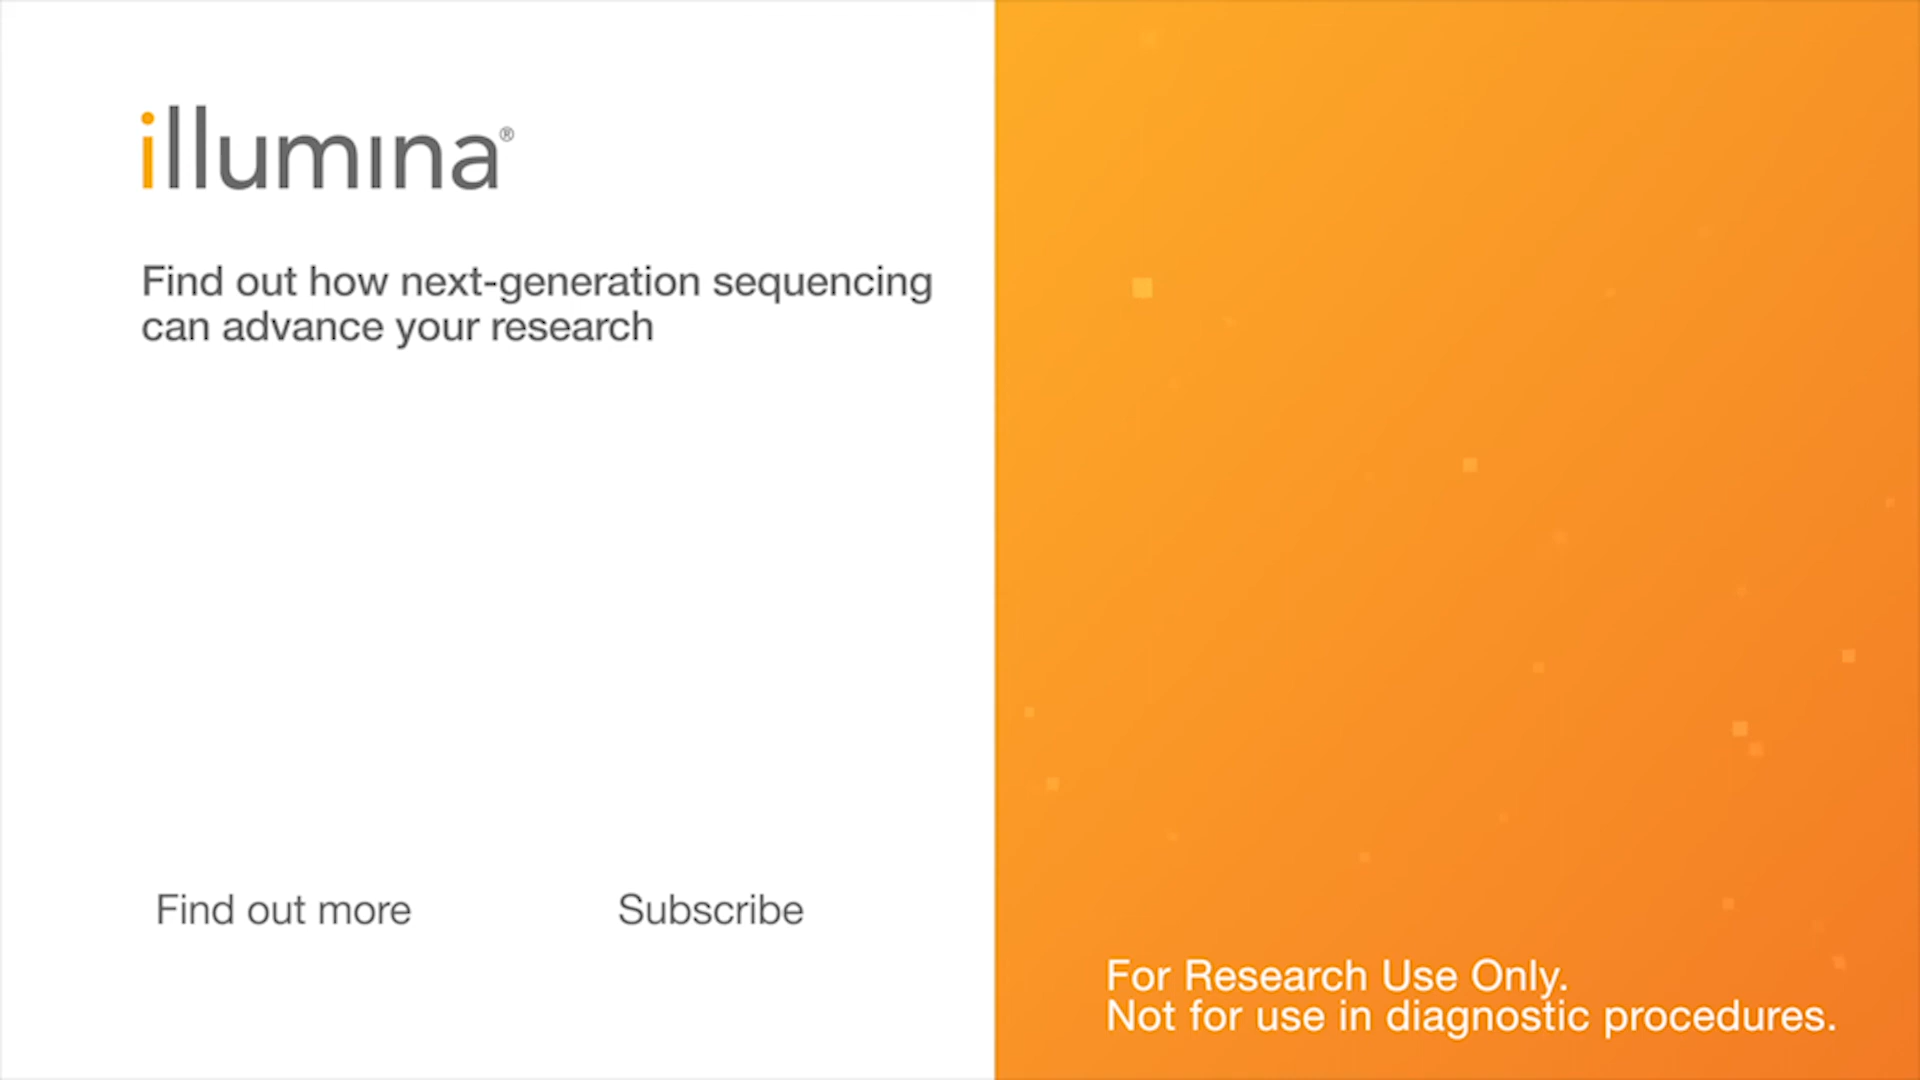 illumina®
Find out how next-generation sequencing
can advance your research
Find out more
Subscribe
For Research Use Only.
Not for use in diagnostic procedures.